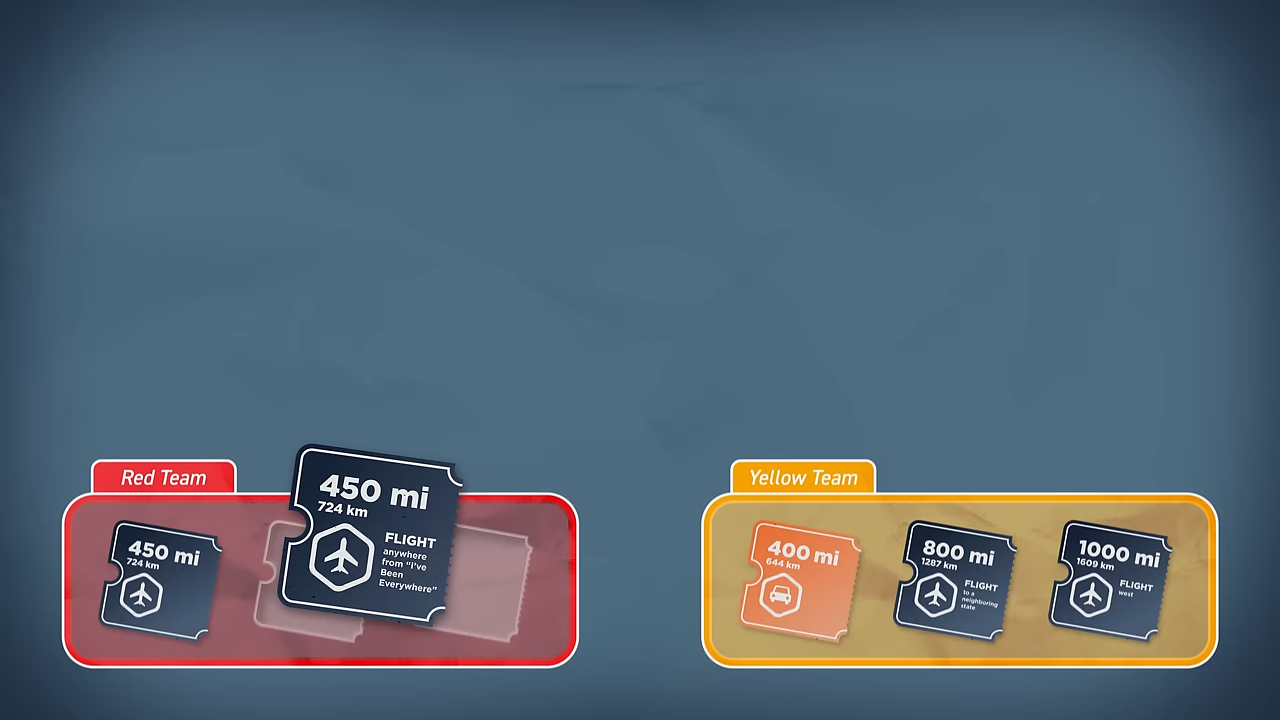 Red Team
450 mi
724 km
450 mi
724 km
FLIGHT
anywhere
from “I’ve
Been
Everywhere”
Yellow Team
400 mi
644 km
800 mi
1287 km
FLIGHT
to a
neighboring
state
1000 mi
1609 km
FLIGHT
west